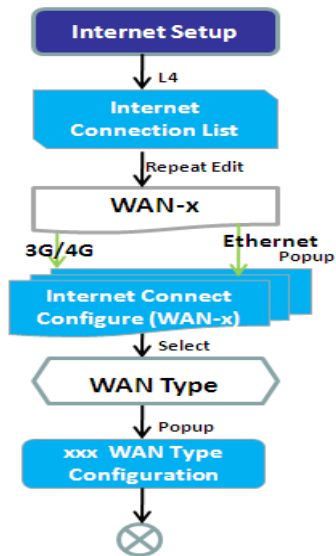 Internet Setup
L4
Internet
Connection List
Repeat Edit
WAN-x
3G/4G
Ethernet
Popup
Internet Connect
Configure (WAN-x)
Select
WAN Type
Popup
xxx WAN Type
Configuration